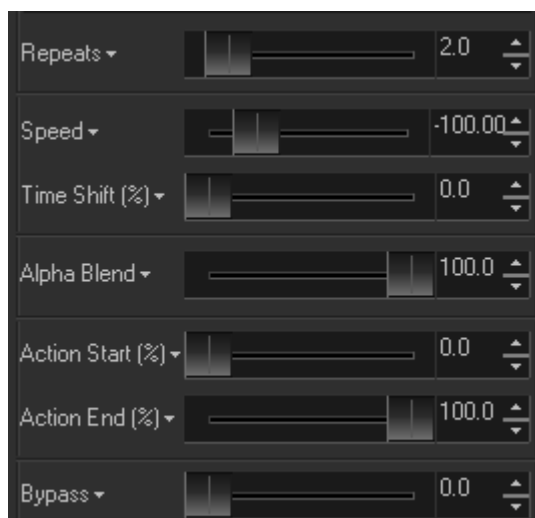 Repeats 2.0
Speed -100.00
Time Shift (%) 0.0
Alpha Blend 100.0
Action Start (%) 0.0
Action End (%) 100.0
Bypass 0.0